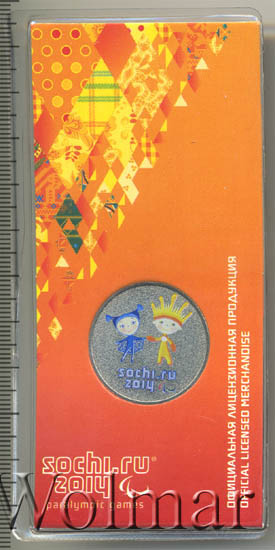 sochi.ru
2014
sochi.ru®
2014
paralympic games
ОФИЦИАЛЬНАЯ ЛИЦЕНЗИОННАЯ ПРОДУКЦИЯ
OFFICIAL LICENSED MERCHANDISE
Wolmar